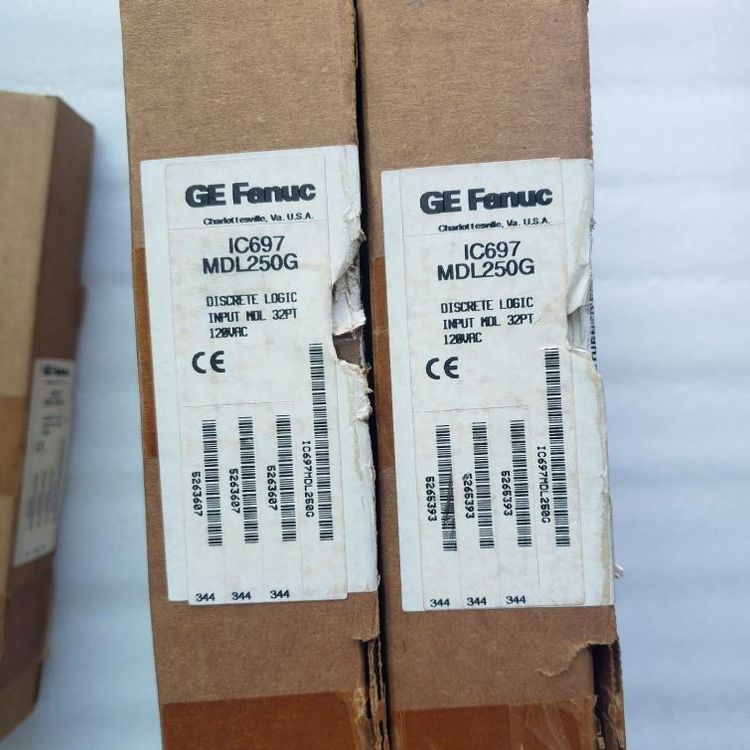 GE Fanuc
Charlottesville, Va. U.S.A.
IC697
MDL250G
DISCRETE LOGIC
INPUT MDL 32PT
120VAC
CE
5263607
5263607
5263607
IC697MDL250G
344 344 344
GE Fanuc
Charlottesville, Va. U.S.A.
IC697
MDL250G
DISCRETE LOGIC
INPUT MDL 32PT
120VAC
CE
5265393
5265393
5265393
IC697MDL250G
344 344 344
GE Fanuc